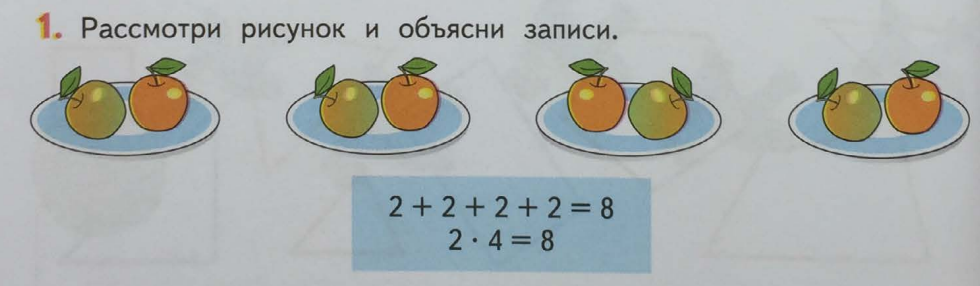 1. Рассмотри рисунок и объясни записи.
2 + 2 + 2 + 2 = 8
2 · 4 = 8